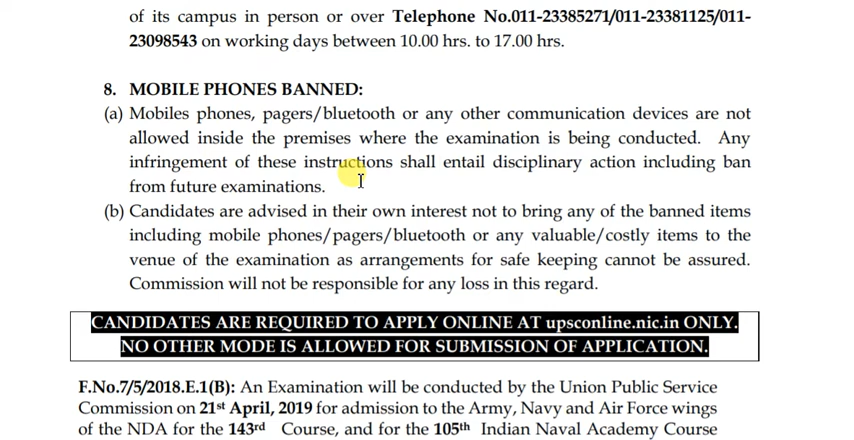 of its campus in person or over Telephone No.011-23385271/011-23381125/011-
23098543 on working days between 10.00 hrs. to 17.00 hrs.
8. MOBILE PHONES BANNED:
(a) Mobiles phones, pagers/bluetooth or any other communication devices are not
allowed inside the premises where the examination is being conducted. Any
infringement of these instructions shall entail disciplinary action including ban
from future examinations.
(b) Candidates are advised in their own interest not to bring any of the banned items
including mobile phones/pagers/bluetooth or any valuable/costly items to the
venue of the examination as arrangements for safe keeping cannot be assured.
Commission will not be responsible for any loss in this regard.
CANDIDATES ARE REQUIRED TO APPLY ONLINE AT upsconline.nic.in ONLY.
NO OTHER MODE IS ALLOWED FOR SUBMISSION OF APPLICATION.
F.No.7/5/2018.E.1(B): An Examination will be conducted by the Union Public Service
Commission on 21st April, 2019 for admission to the Army, Navy and Air Force wings
of the NDA for the 143rd Course, and for the 105th Indian Naval Academy Course